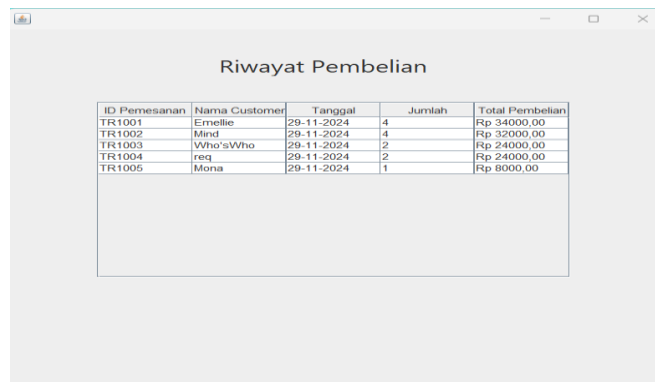 Riwayat Pembelian
ID Pemesanan Nama Customer Tanggal Jumlah Total Pembelian
TR1001 Emellie 29-11-2024 4 Rp 34000,00
TR1002 Mind 29-11-2024 4 Rp 32000,00
TR1003 Who'sWho 29-11-2024 2 Rp 24000,00
TR1004 req 29-11-2024 2 Rp 24000,00
TR1005 Mona 29-11-2024 1 Rp 8000,00